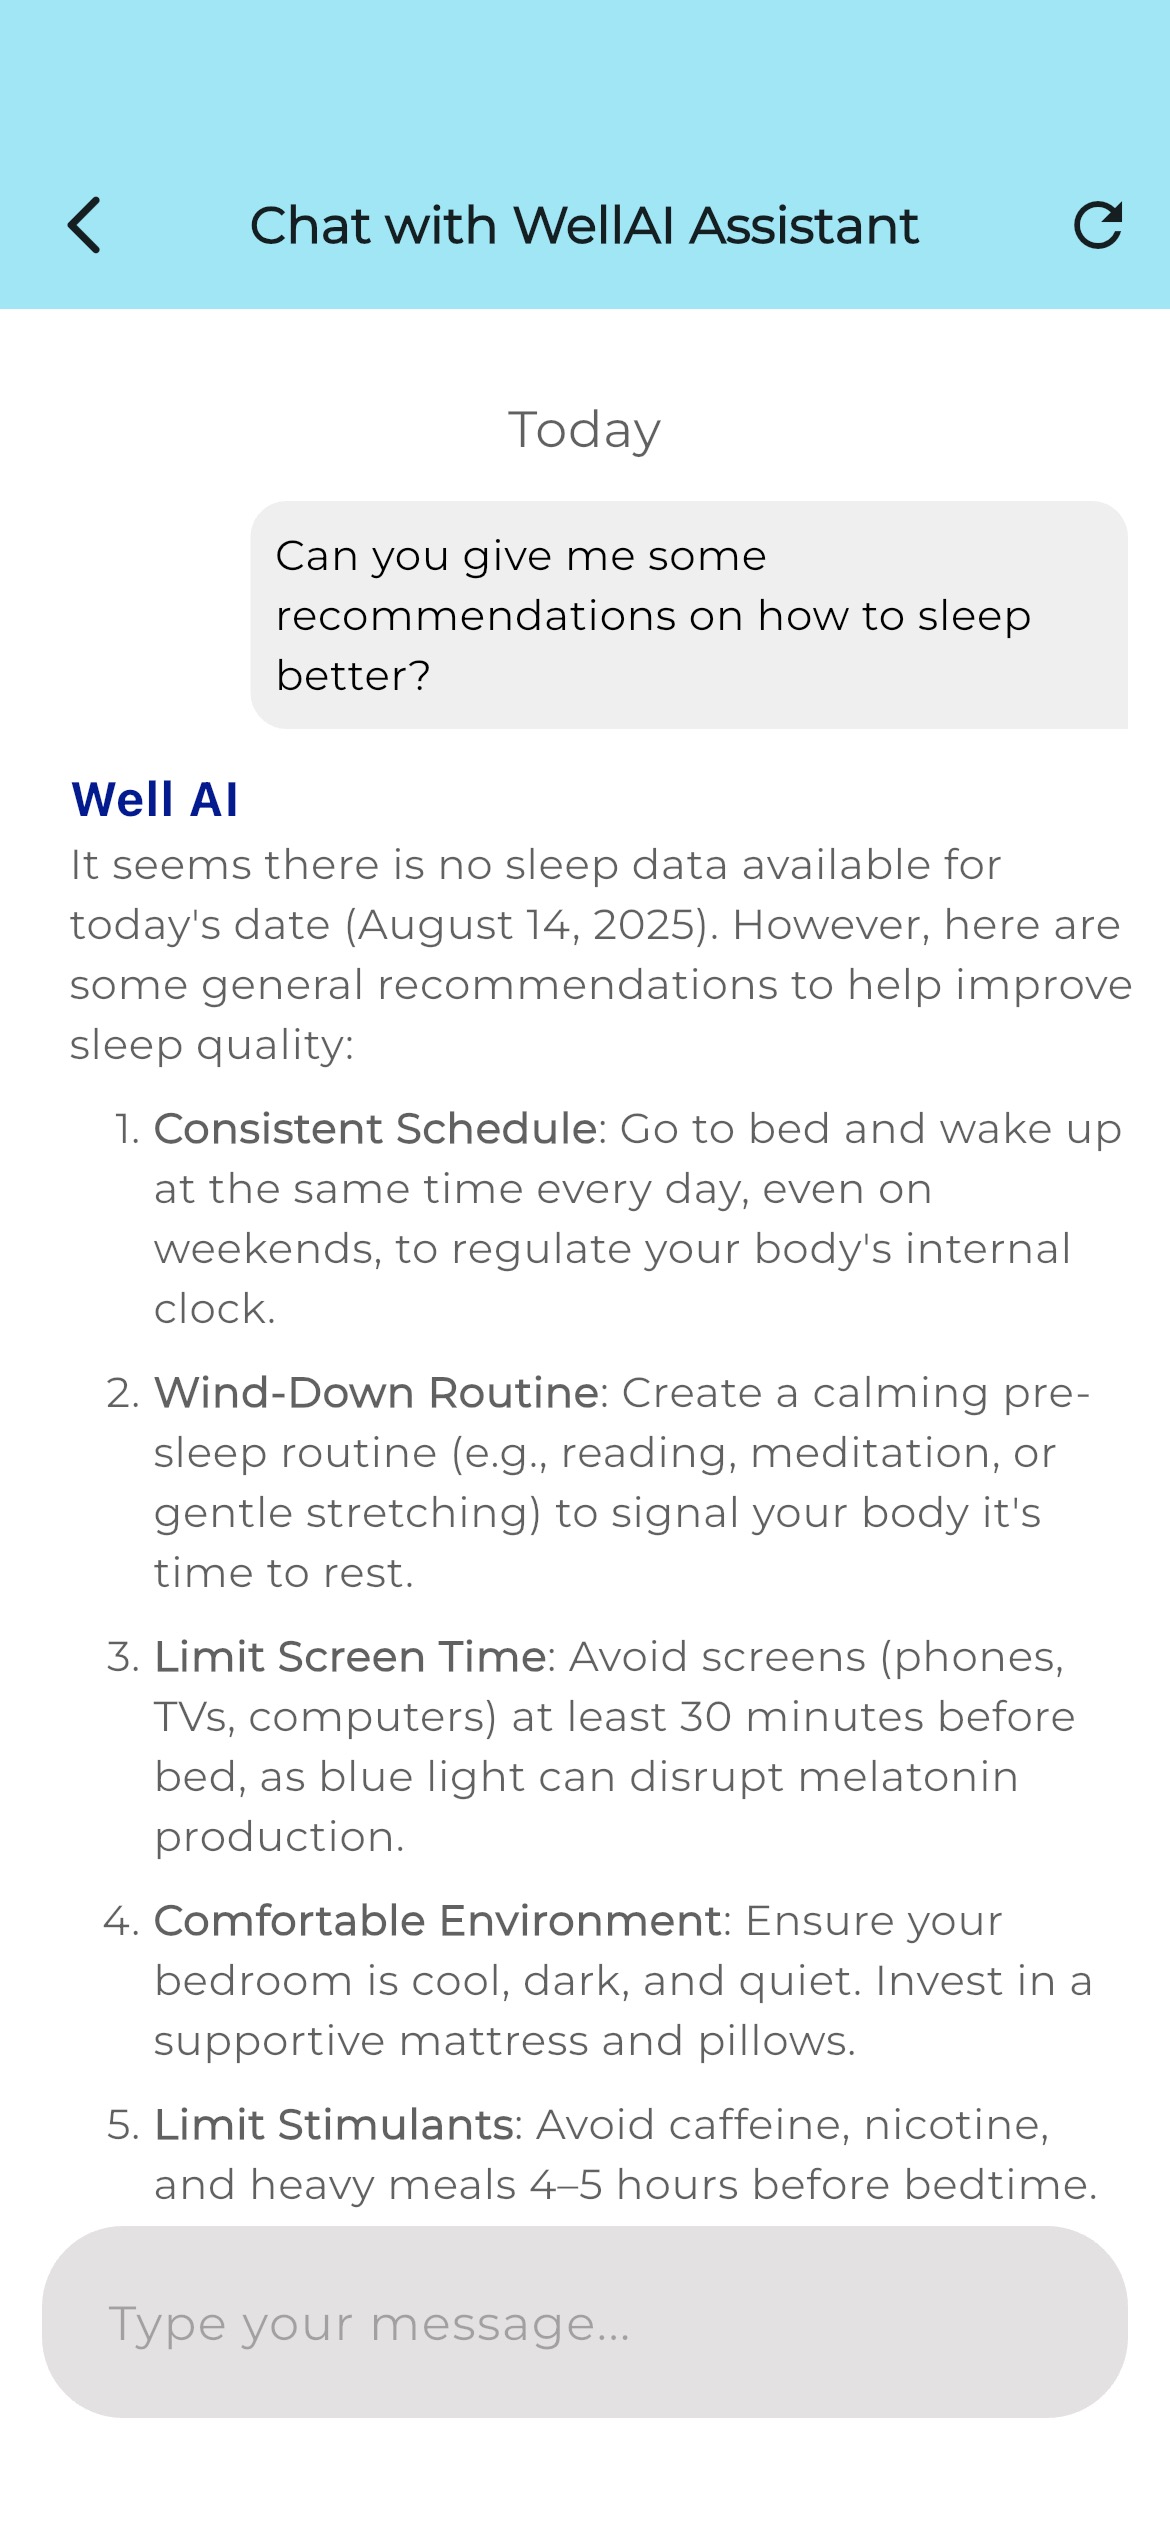 Chat with WellAI Assistant
Today
Can you give me some
recommendations on how to sleep
better?
Well AI
It seems there is no sleep data available for
today's date (August 14, 2025). However, here are
some general recommendations to help improve
sleep quality:
1. Consistent Schedule: Go to bed and wake up
at the same time every day, even on
weekends, to regulate your body's internal
clock.
2. Wind-Down Routine: Create a calming pre-
sleep routine (e.g., reading, meditation, or
gentle stretching) to signal your body it's
time to rest.
3. Limit Screen Time: Avoid screens (phones,
TVs, computers) at least 30 minutes before
bed, as blue light can disrupt melatonin
production.
4. Comfortable Environment: Ensure your
bedroom is cool, dark, and quiet. Invest in a
supportive mattress and pillows.
5. Limit Stimulants: Avoid caffeine, nicotine,
and heavy meals 4–5 hours before bedtime.
Type your message...